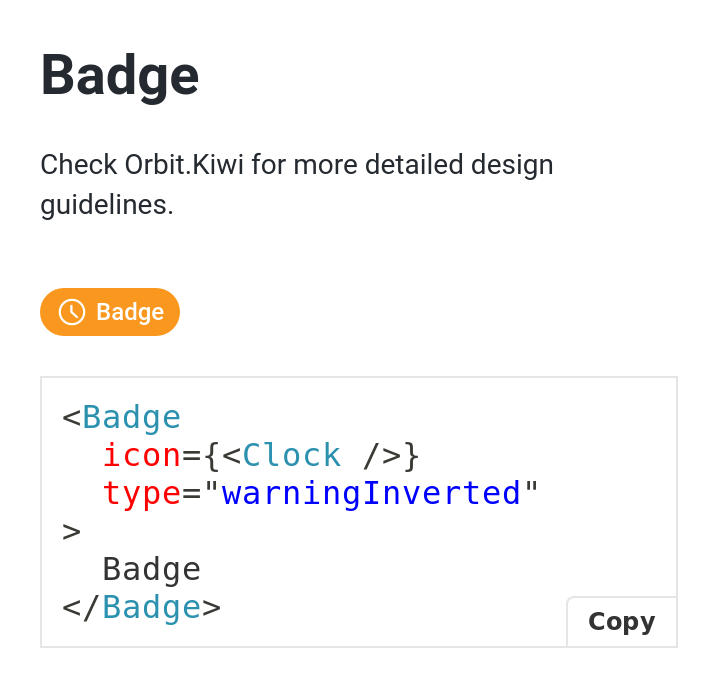 Badge
Check Orbit.Kiwi for more detailed design
guidelines.
Badge
<Badge
  icon={<Clock />}
  type="warningInverted"
>
  Badge
</Badge>
Copy